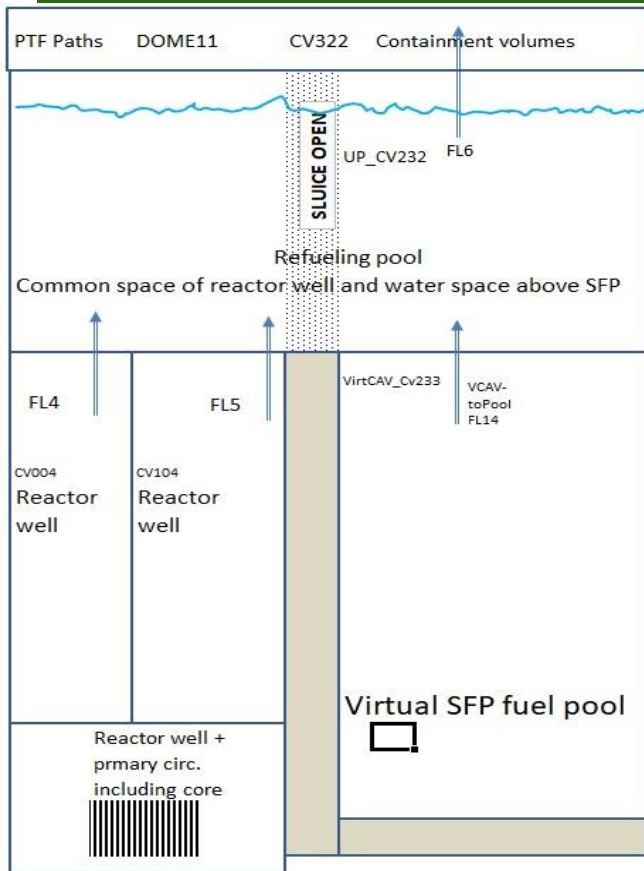 PTF Paths DOME11 CV322 Containment volumes
SLUICE OPEN
UP_CV232
FL6
Refueling pool
Common space of reactor well and water space above SFP
FL4
FL5
VirtCAV_Cv233
VCAV-
toPool
FL14
CV004
Reactor
well
CV104
Reactor
well
Virtual SFP fuel pool
Reactor well +
prmary circ.
including core